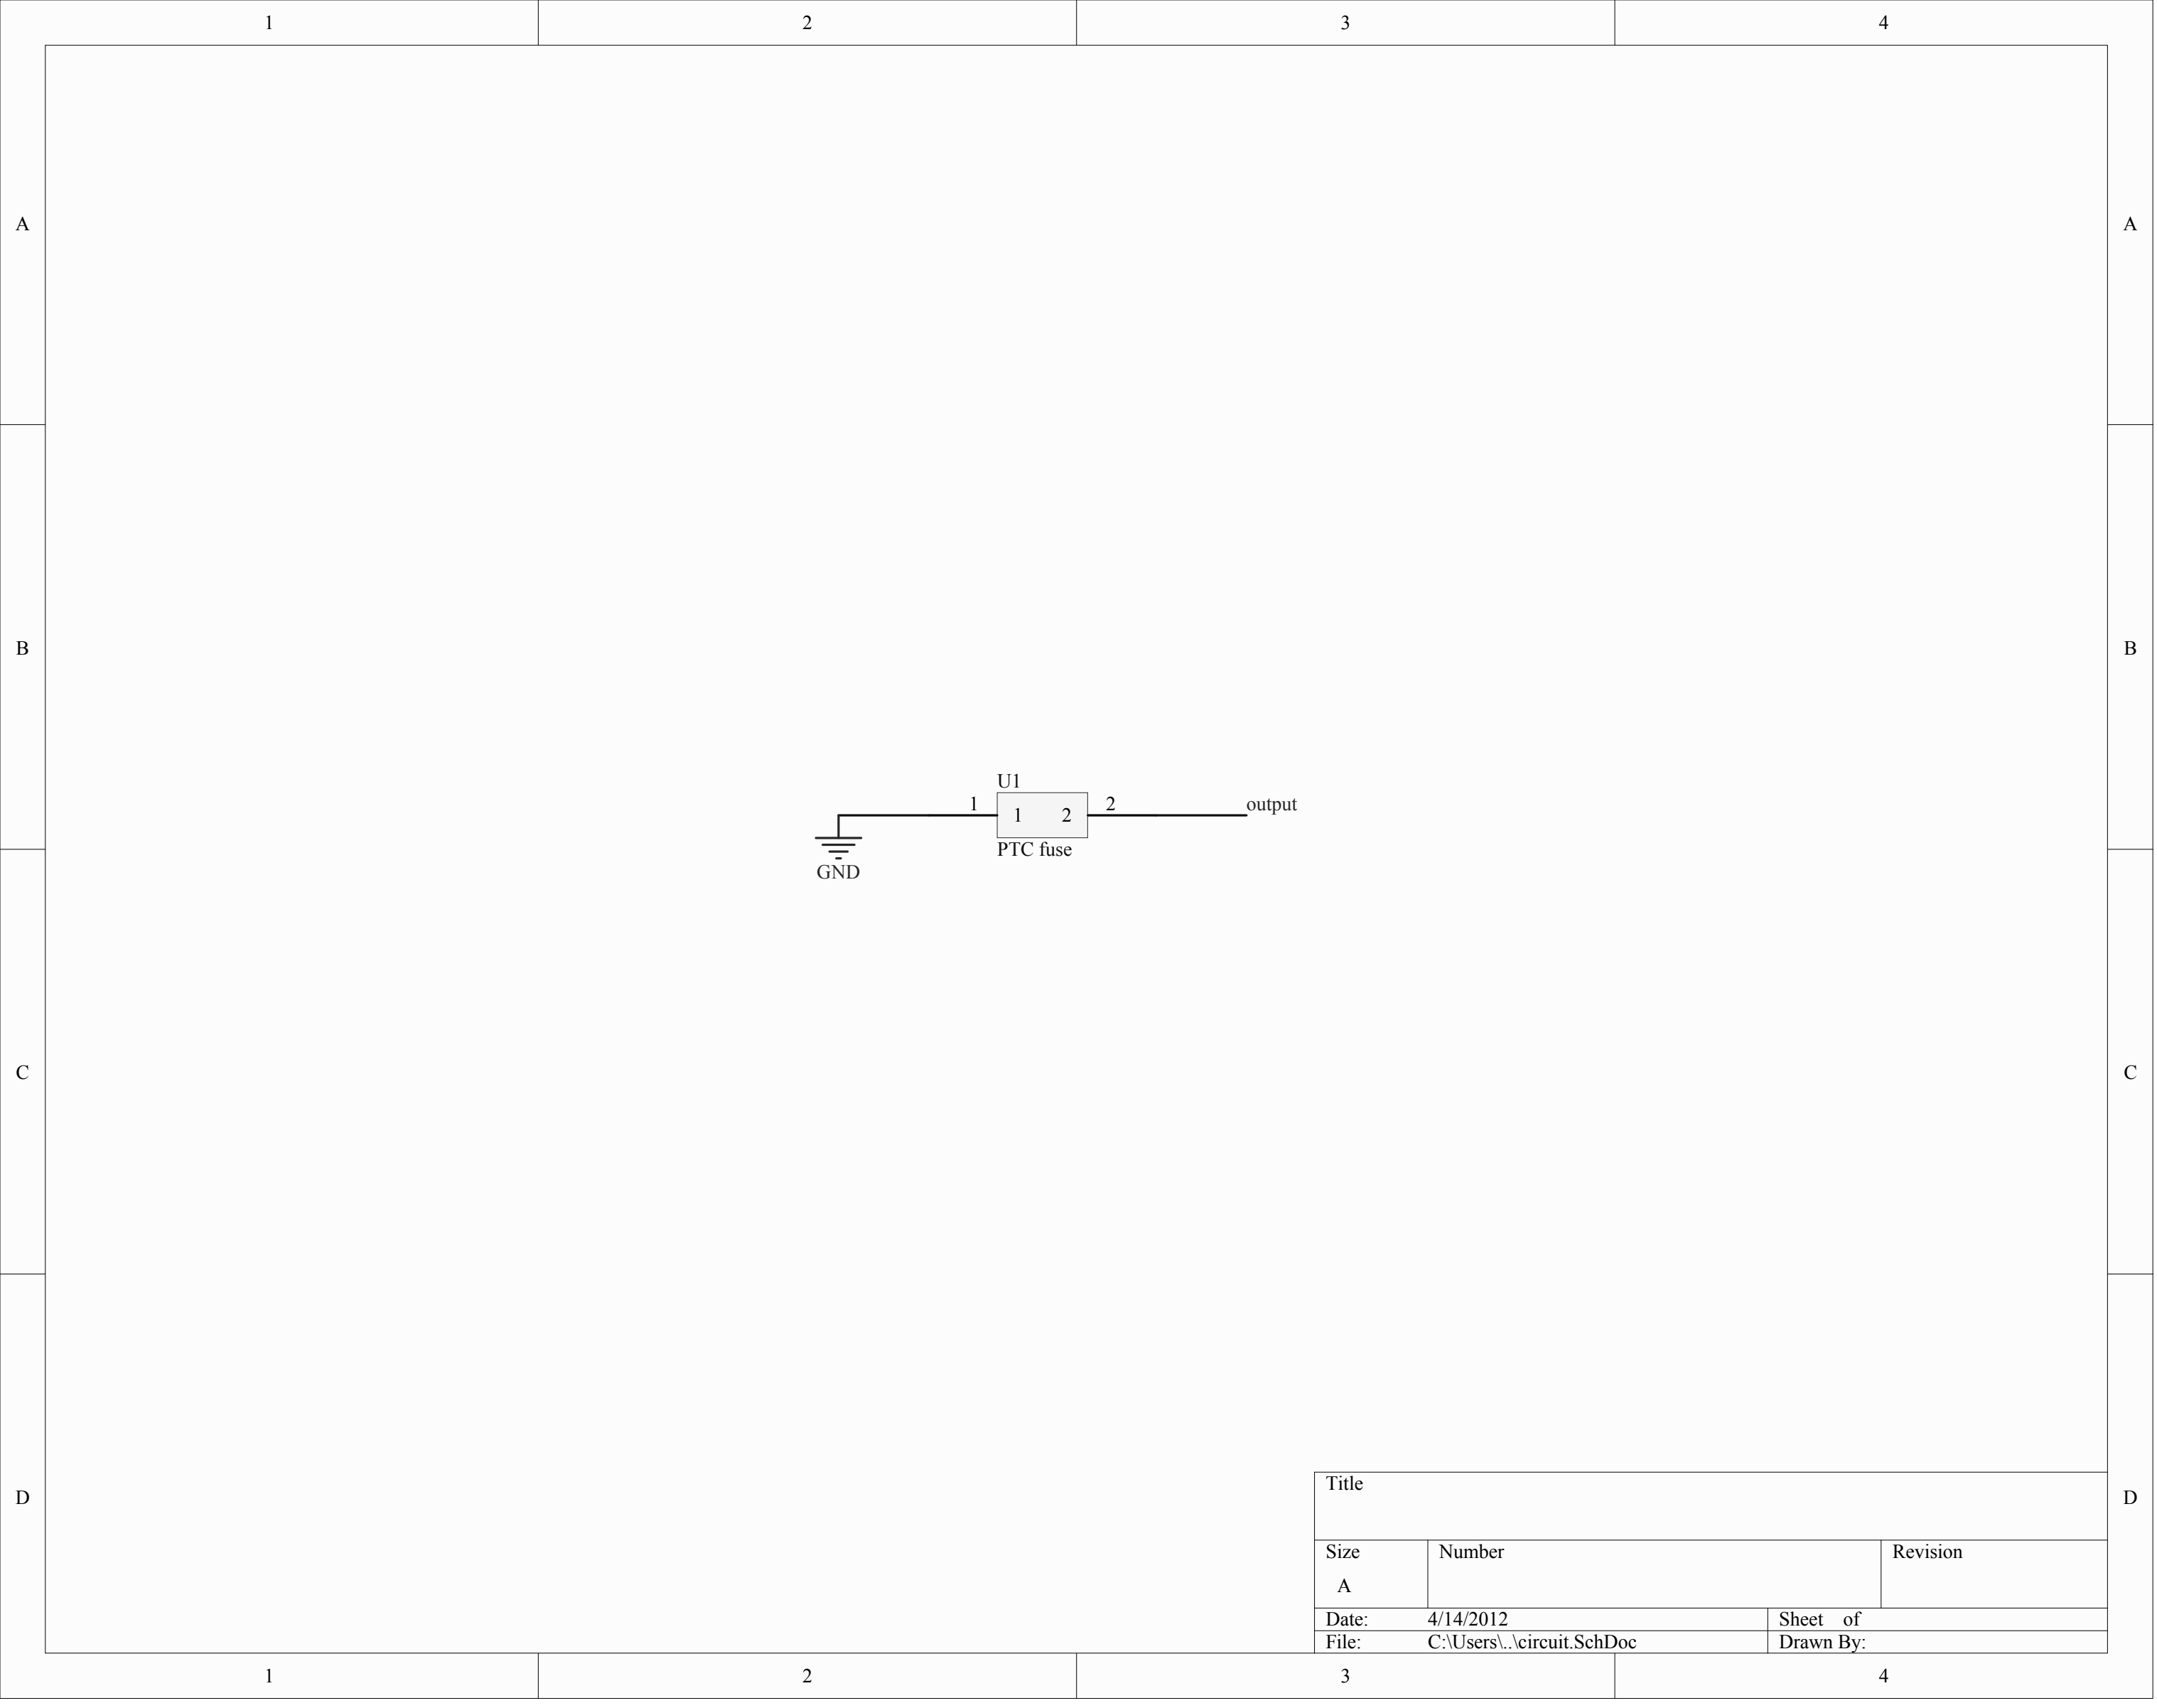 1 2 3 4
A A
B B
U1
1 1 2 2 output
PTC fuse
GND
C C
D D
Title
Size Number Revision
A
Date: 4/14/2012 Sheet of
File: C:\Users\..\circuit.SchDoc Drawn By:
1 2 3 4